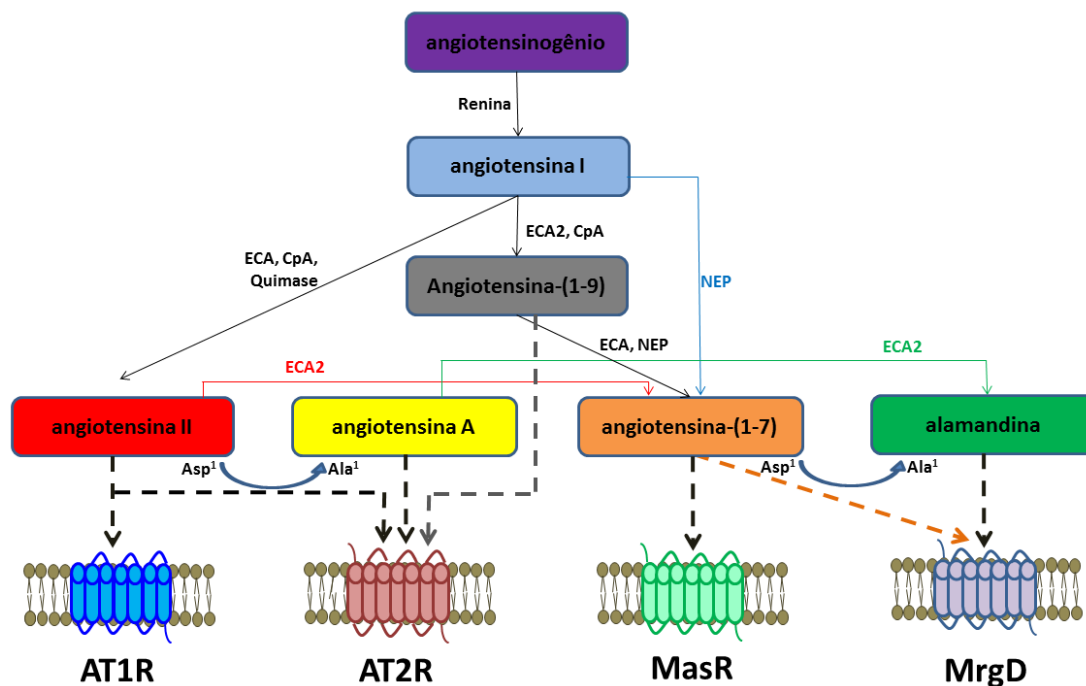 angiotensinogênio
Renina
angiotensina I
ECA2, CpA
ECA, CpA,
Quimase
Angiotensina-(1-9)
NEP
ECA, NEP
ECA2
ECA2
angiotensina II
angiotensina A
angiotensina-(1-7)
alamandina
Asp¹
Ala¹
Asp¹
Ala¹
AT1R
AT2R
MasR
MrgD